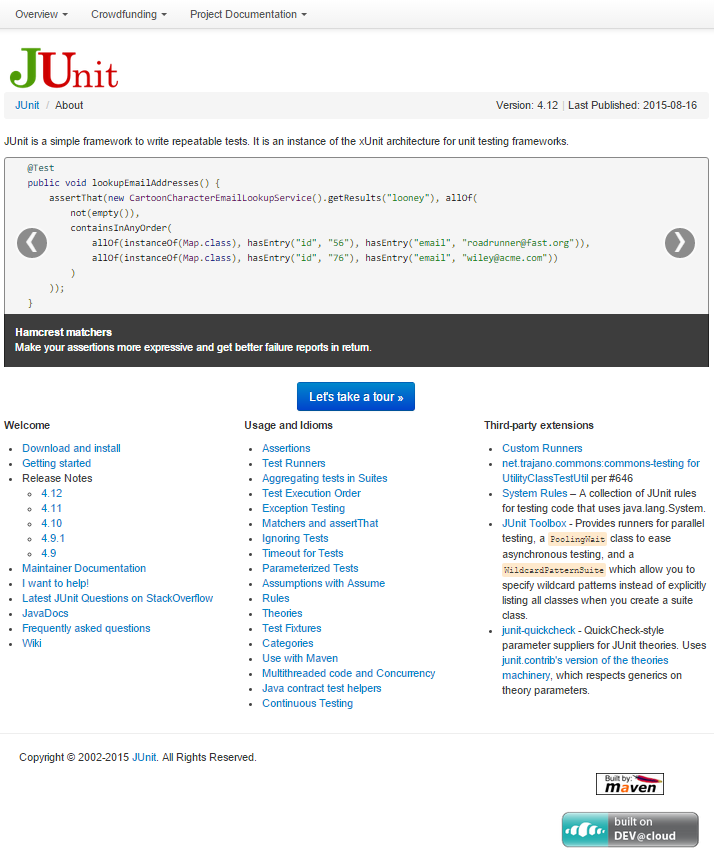 Overview Crowdfunding Project Documentation
JUnit
JUnit / About Version: 4.12 | Last Published: 2015-08-16
JUnit is a simple framework to write repeatable tests. It is an instance of the xUnit architecture for unit testing frameworks.
@Test
public void lookupEmailAddresses() {
assertThat(new CartoonCharacterEmailLookupService().getResults("looney"), allOf(
not(empty()),
containsInAnyOrder(
allOf(instanceOf(Map.class), hasEntry("id", "56"), hasEntry("email", "roadrunner@fast.org")),
allOf(instanceOf(Map.class), hasEntry("id", "76"), hasEntry("email", "wiley@acme.com"))
)
));
}
Hamcrest matchers
Make your assertions more expressive and get better failure reports in return.
Let's take a tour »
Welcome
• Download and install
• Getting started
• Release Notes
○ 4.12
○ 4.11
○ 4.10
○ 4.9.1
○ 4.9
• Maintainer Documentation
• I want to help!
• Latest JUnit Questions on StackOverflow
• JavaDocs
• Frequently asked questions
• Wiki
Usage and Idioms
• Assertions
• Test Runners
• Aggregating tests in Suites
• Test Execution Order
• Exception Testing
• Matchers and assertThat
• Ignoring Tests
• Timeout for Tests
• Parameterized Tests
• Assumptions with Assume
• Rules
• Theories
• Test Fixtures
• Categories
• Use with Maven
• Multithreaded code and Concurrency
• Java contract test helpers
• Continuous Testing
Third-party extensions
• Custom Runners
• net.trajano.commons:commons-testing for
UtilityClassTestUtil per #646
• System Rules – A collection of JUnit rules
for testing code that uses java.lang.System.
• JUnit Toolbox - Provides runners for parallel
testing, a PoolingWait class to ease
asynchronous testing, and a
WildcardPatternSuite which allow you to
specify wildcard patterns instead of explicitly
listing all classes when you create a suite
class.
• junit-quickcheck - QuickCheck-style
parameter suppliers for JUnit theories. Uses
junit.contrib's version of the theories
machinery, which respects generics on
theory parameters.
Copyright © 2002-2015 JUnit. All Rights Reserved.
Built by:
maven
built on
DEV@cloud